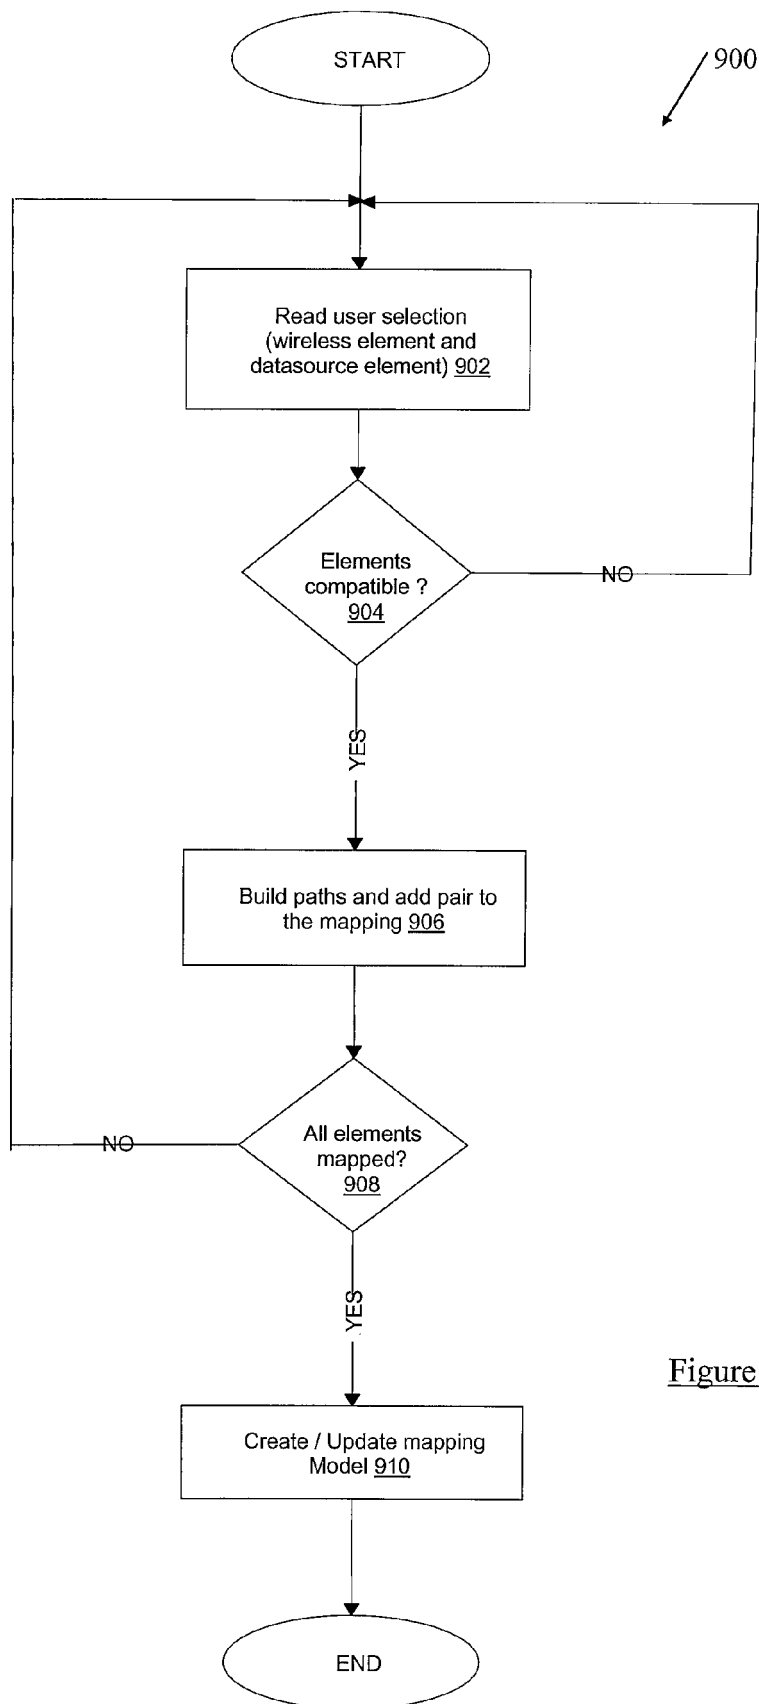 START
900
Read user selection
(wireless element and
datasource element) 902
Elements
compatible ?
904
NO
YES
Build paths and add pair to
the mapping 906
All elements
mapped?
908
NO
YES
Figure
Create / Update mapping
Model 910
END